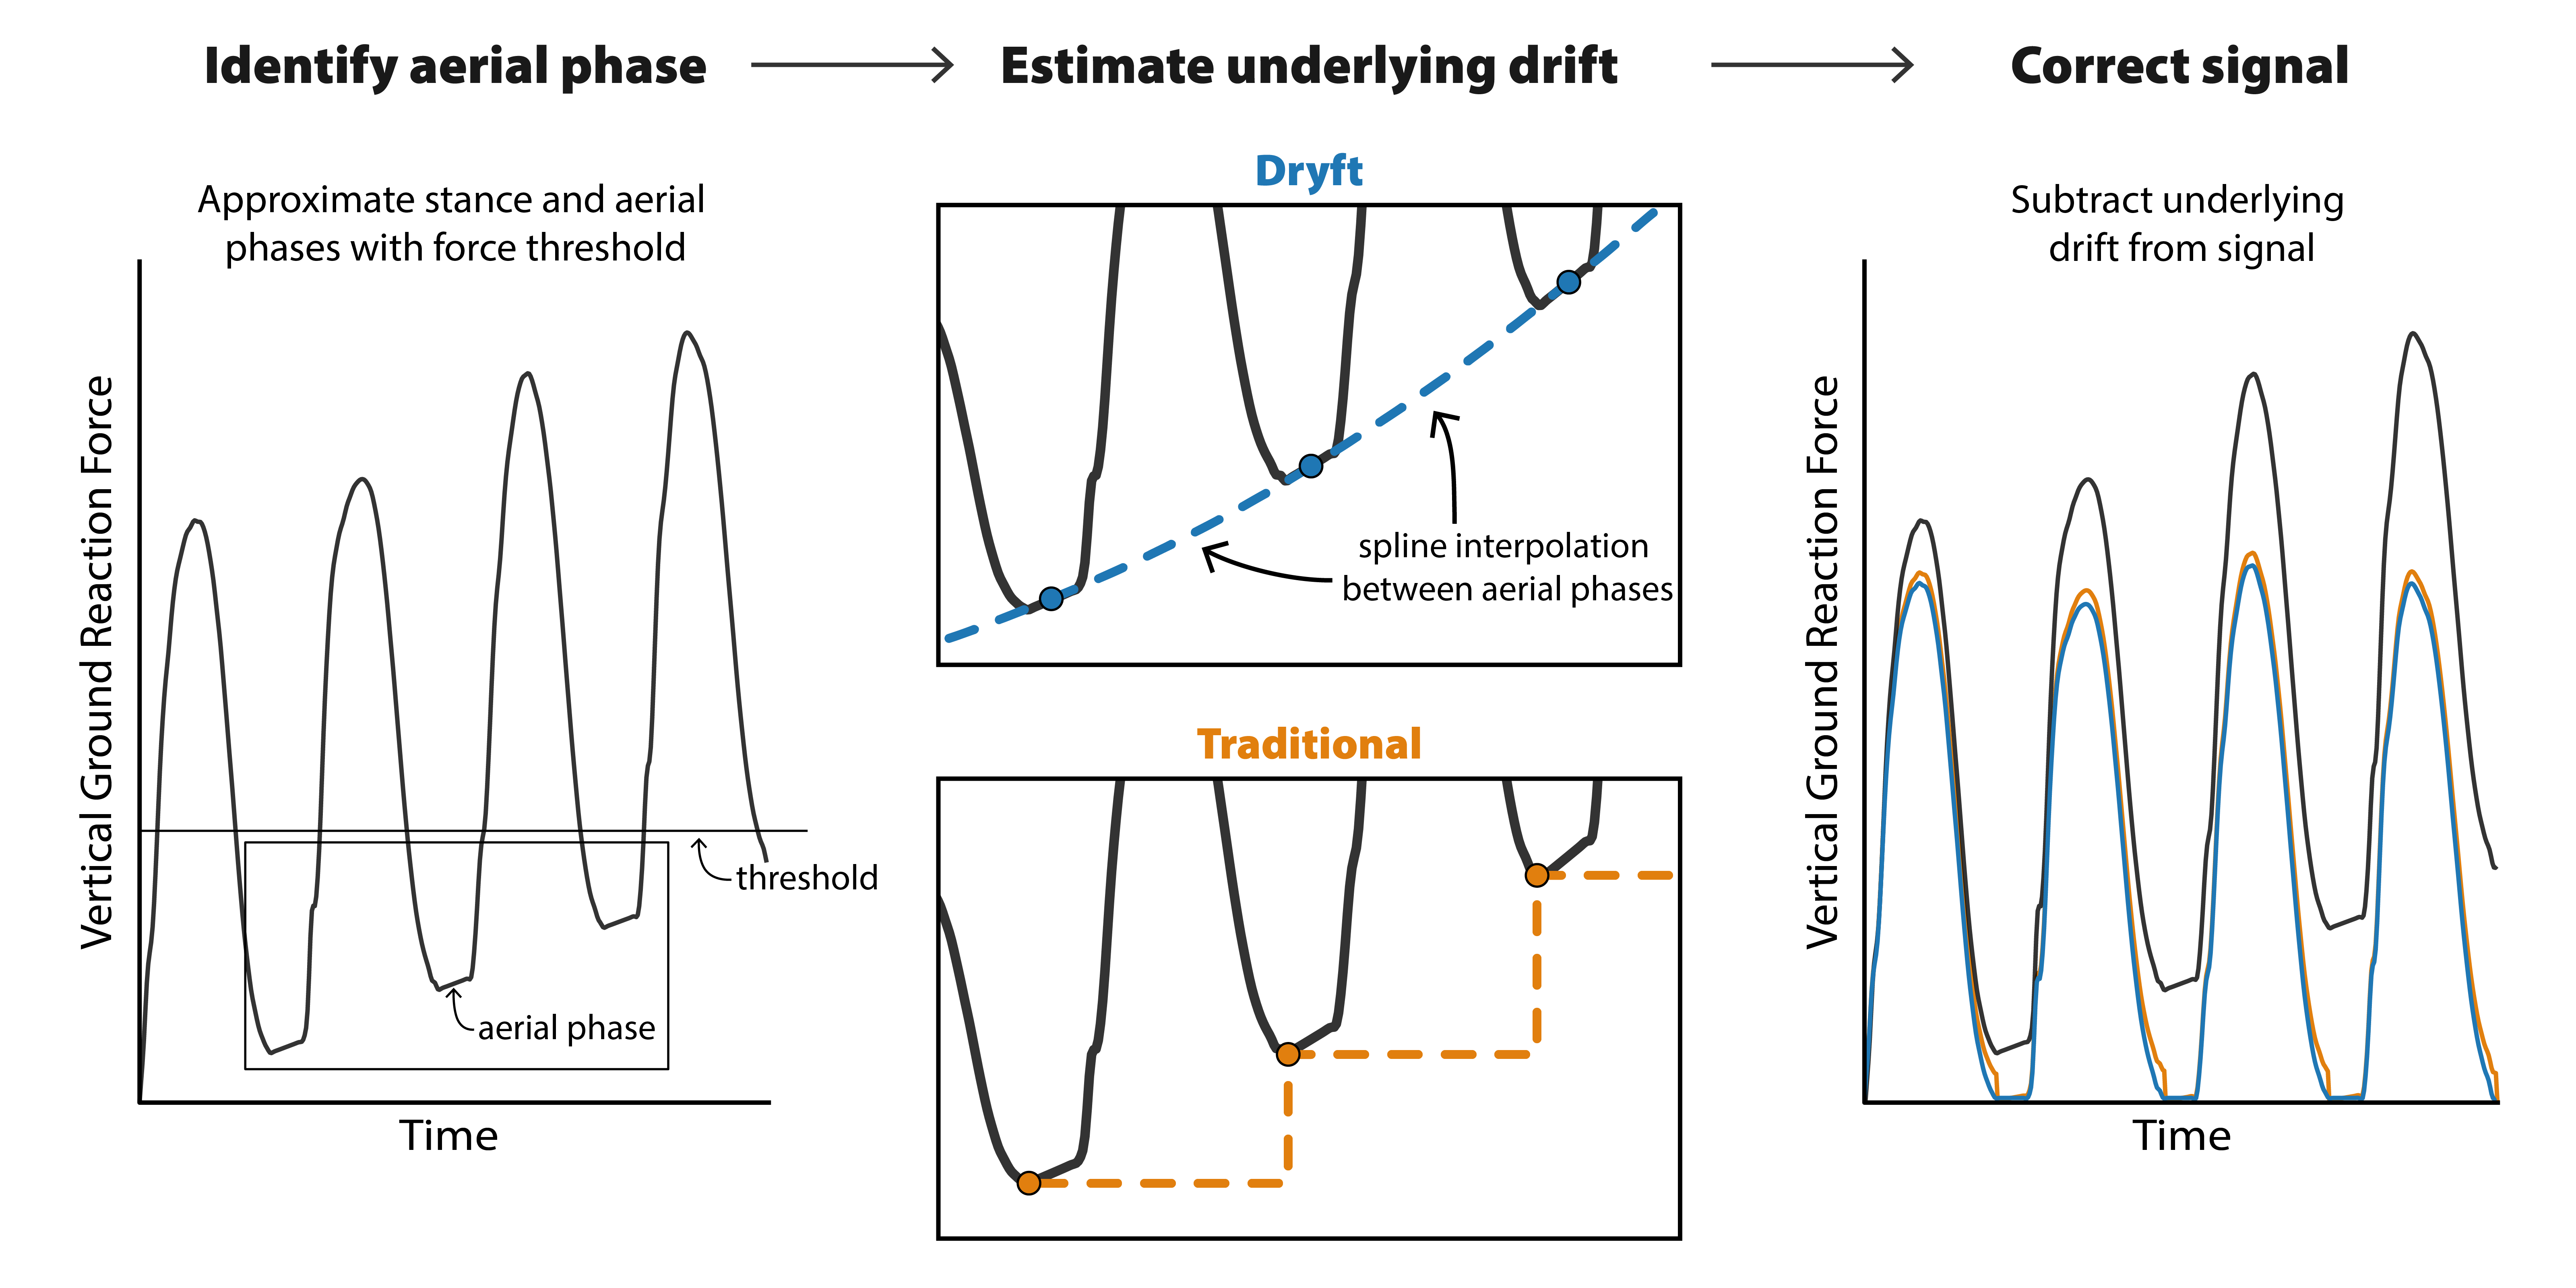 Identify aerial phase
Estimate underlying drift
Correct signal
Approximate stance and aerial
phases with force threshold
Vertical Ground Reaction Force
threshold
aerial phase
Time
Dryft
spline interpolation
between aerial phases
Traditional
Subtract underlying
drift from signal
Vertical Ground Reaction Force
Time